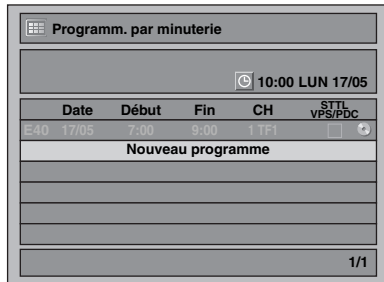 Programm. par minuterie
10:00 LUN 17/05
Date Début Fin CH STTL VPS/PDC
E40 17/05 7:00 9:00 1 TF1
Nouveau programme
1/1